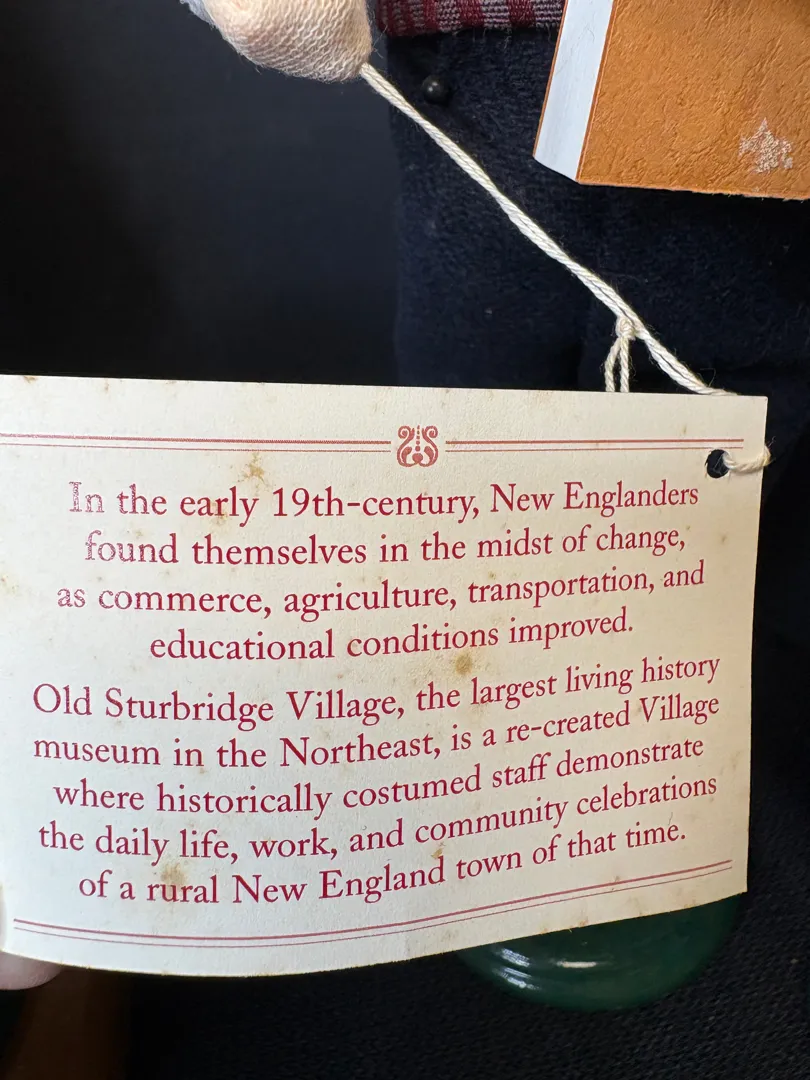 In the early 19th-century, New Englanders
found themselves in the midst of change,
as commerce, agriculture, transportation, and
educational conditions improved.
Old Sturbridge Village, the largest living history
museum in the Northeast, is a re-created Village
where historically costumed staff demonstrate
the daily life, work, and community celebrations
of a rural New England town of that time.